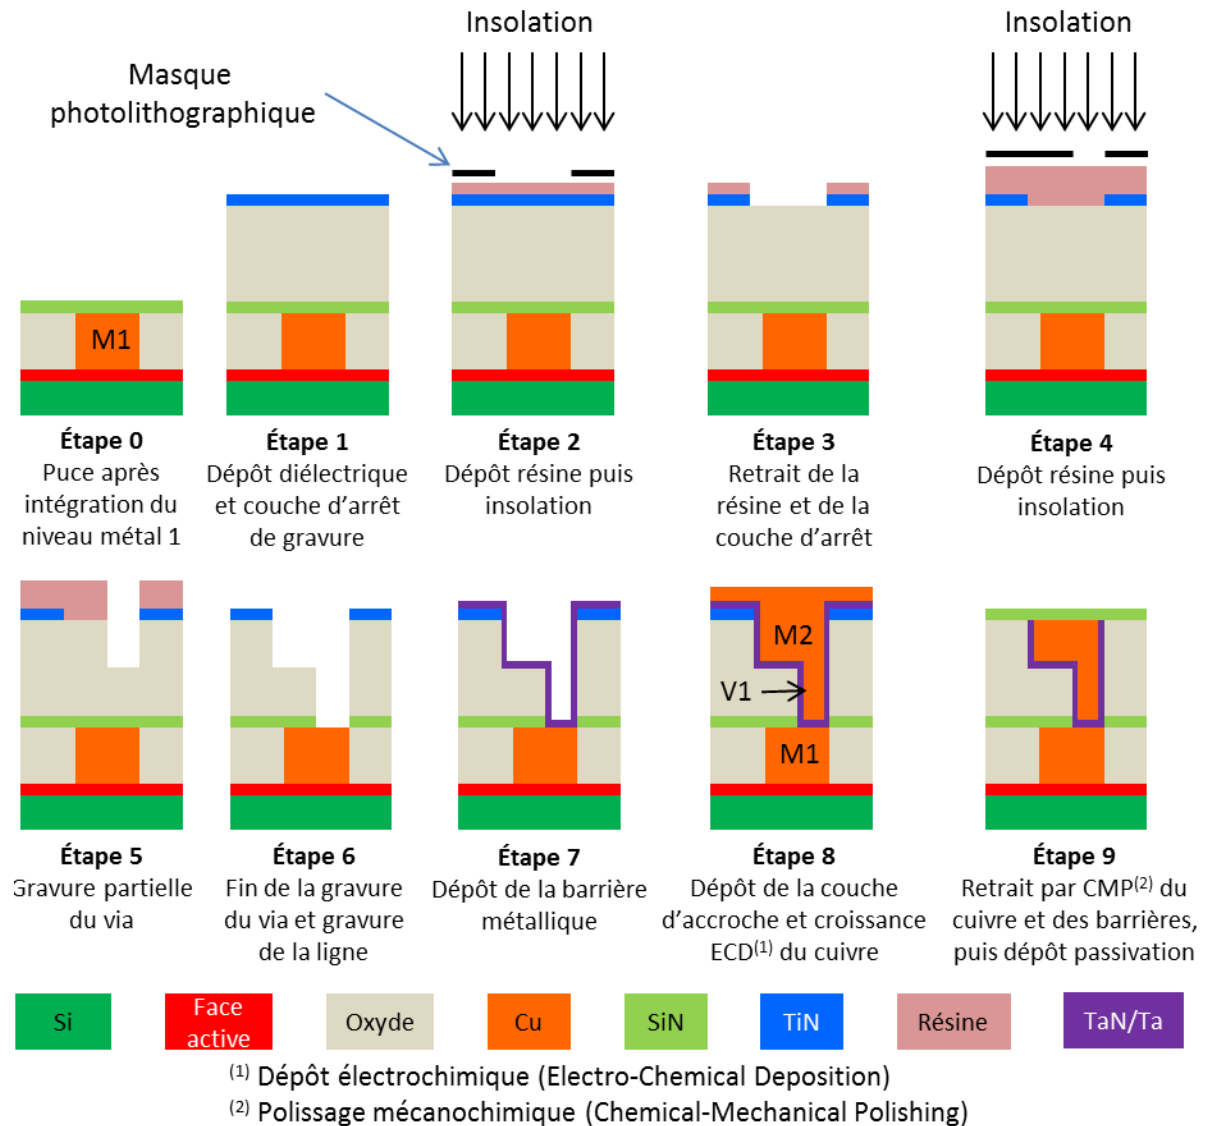 Insolation
Insolation
Masque
photolithographique
M1
Étape 0
Puce après
intégration du
niveau métal 1
Étape 1
Dépôt diélectrique
et couche d'arrêt
de gravure
Étape 2
Dépôt résine puis
insolation
Étape 3
Retrait de la
résine et de la
couche d'arrêt
Étape 4
Dépôt résine puis
insolation
M2
V1
M1
Étape 5
Gravure partielle
du via
Étape 6
Fin de la gravure
du via et gravure
de la ligne
Étape 7
Dépôt de la barrière
métallique
Étape 8
Dépôt de la couche
d'accroche et croissance
ECD(1) du cuivre
Étape 9
Retrait par CMP(2) du
cuivre et des barrières,
puis dépôt passivation
Si
Face
active
Oxyde
Cu
SiN
TiN
Résine
TaN/Ta
(1) Dépôt électrochimique (Electro-Chemical Deposition)
(2) Polissage mécanochimique (Chemical-Mechanical Polishing)